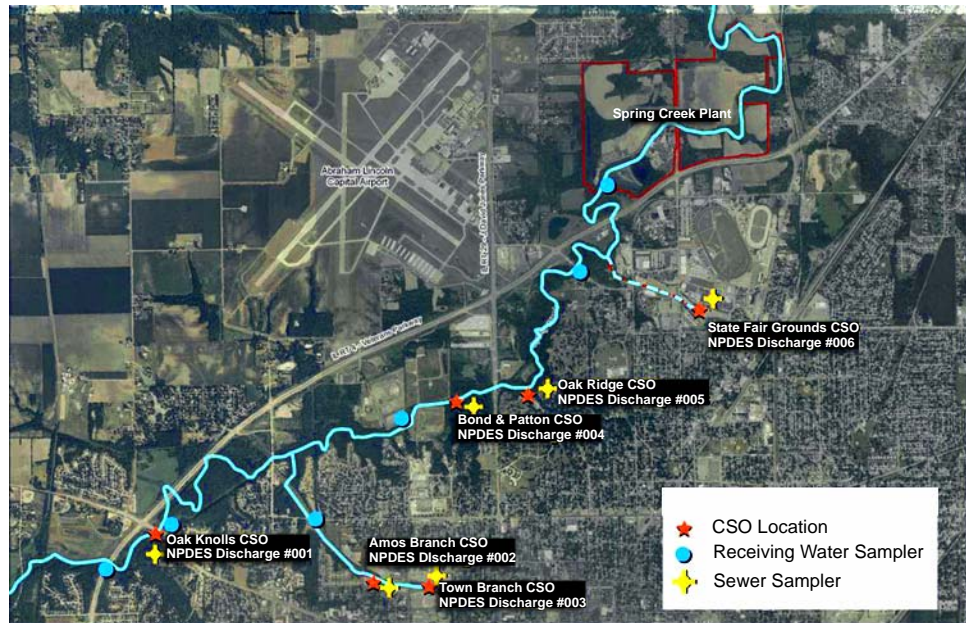 Spring Creek Plant
Abraham Lincoln
Capital Airport
State Fair Grounds CSO
NPDES Discharge #006
Oak Ridge CSO
NPDES Discharge #005
Bond & Patton CSO
NPDES Discharge #004
Oak Knolls CSO
NPDES Discharge #001
Amos Branch CSO
NPDES DIscharge #002
Town Branch CSO
NPDES Discharge #003
CSO Location
Receiving Water Sampler
Sewer Sampler